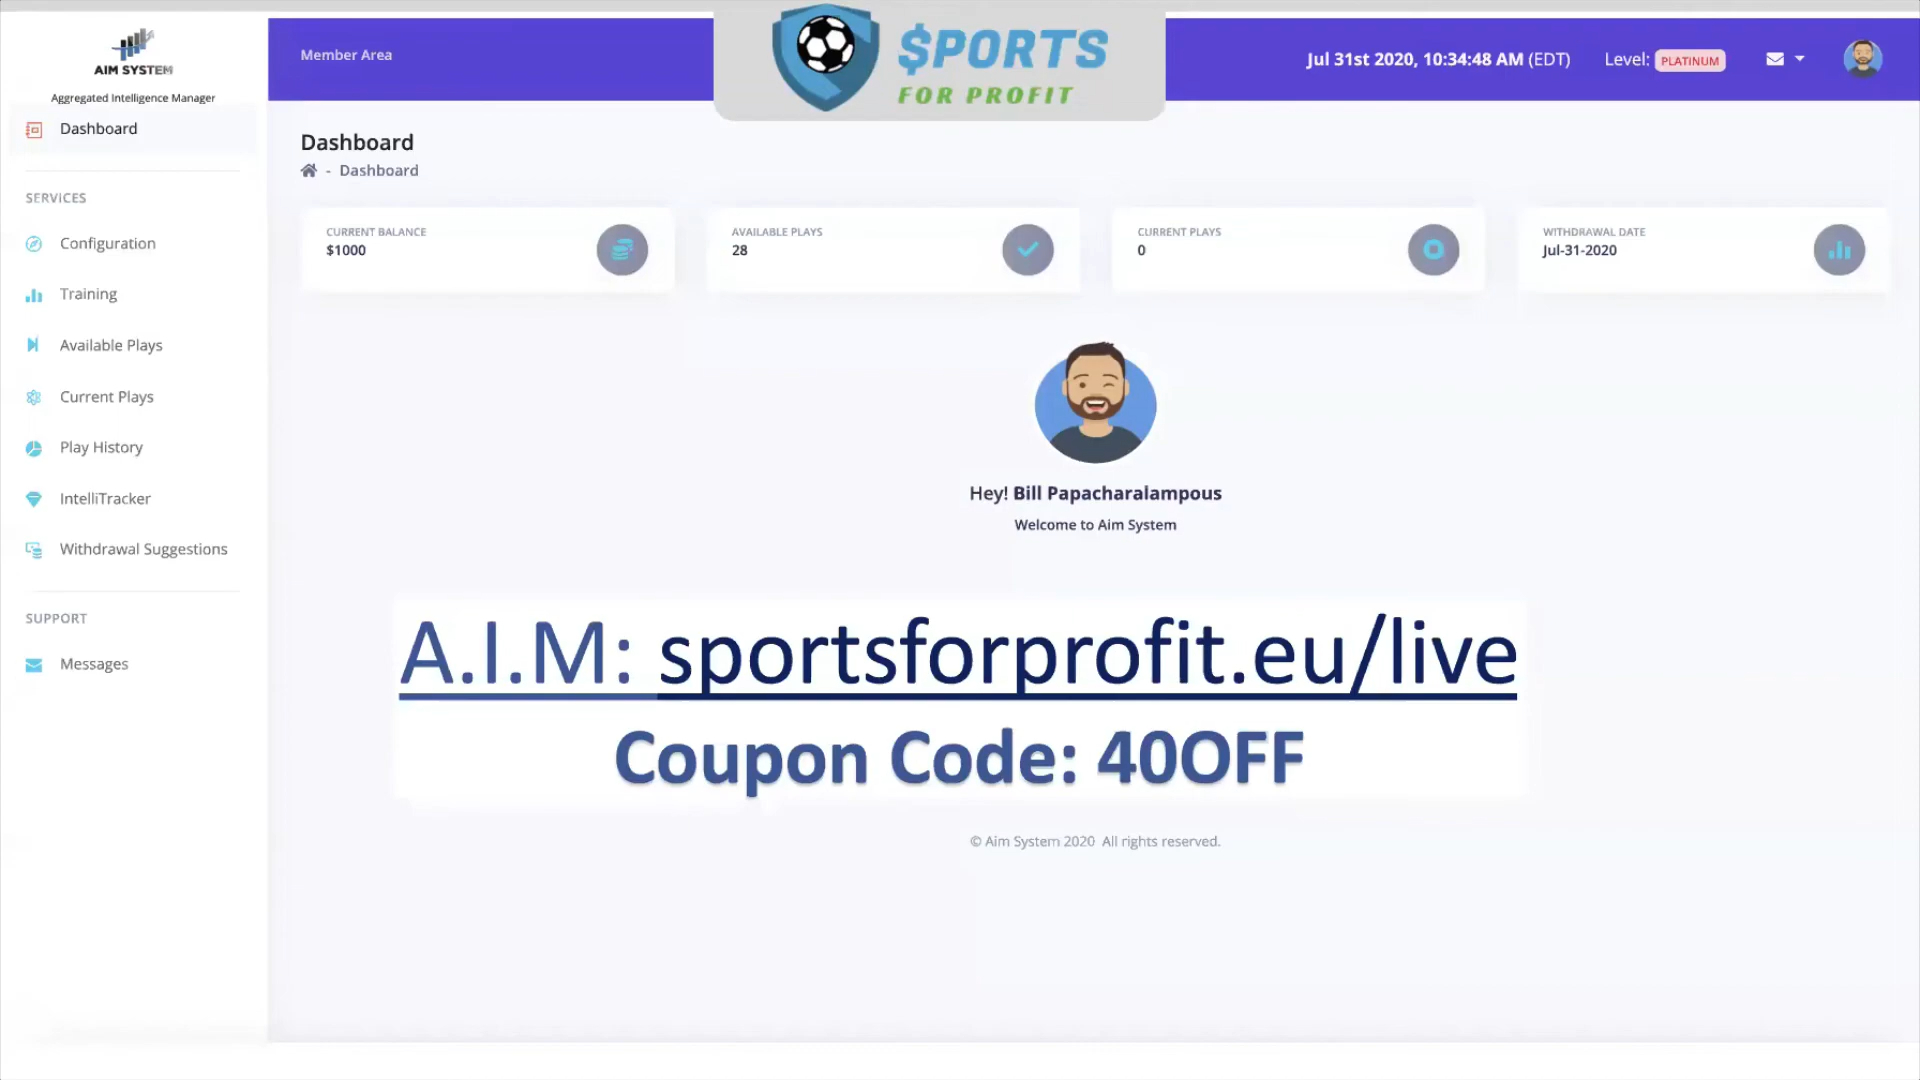 AIM SYSTEM
Aggregated Intelligence Manager
Dashboard
SERVICES
Configuration
Training
Available Plays
Current Plays
Play History
IntelliTracker
Withdrawal Suggestions
SUPPORT
Messages
Member Area
$PORTS
FOR PROFIT
Jul 31st 2020, 10:34:48 AM (EDT)
Level: PLATINUM
Dashboard
- Dashboard
CURRENT BALANCE
$1000
AVAILABLE PLAYS
28
CURRENT PLAYS
0
WITHDRAWAL DATE
Jul-31-2020
Hey! Bill Papacharalampous
Welcome to Aim System
A.I.M: sportsforprofit.eu/live
Coupon Code: 40OFF
© Aim System 2020 All rights reserved.